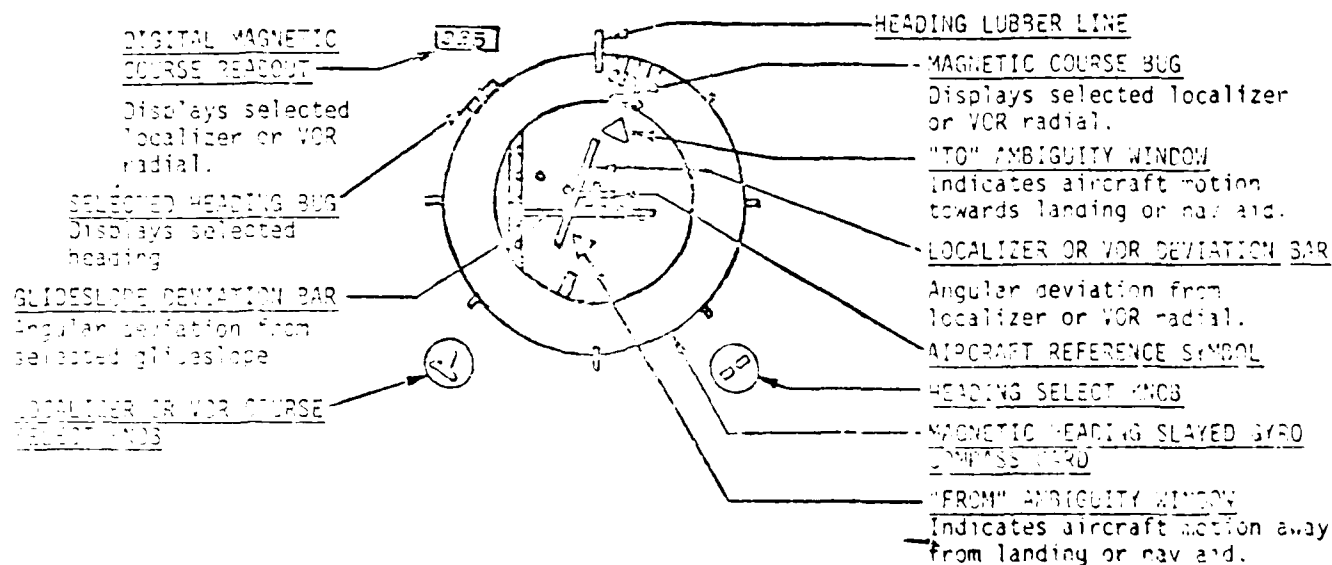 DIGITAL MAGNETIC
COURSE READOUT
Displays selected
localizer or VOR
radial.
SELECTED HEADING BUG
Displays selected
heading
GLIDESLOPE DEVIATION BAR
Angular deviation from
selected glideslope
LOCALIZER OR VOR COURSE
SELECT KNOB
HEADING LUBBER LINE
MAGNETIC COURSE BUG
Displays selected localizer
or VOR radial.
"TO" AMBIGUITY WINDOW
Indicates aircraft motion
towards landing or nav aid.
LOCALIZER OR VOR DEVIATION BAR
Angular deviation from
localizer or VOR radial.
AIRCRAFT REFERENCE SYMBOL
HEADING SELECT KNOB
MAGNETIC HEADING SLAVED GYRO
COMPASS CARD
"FROM" AMBIGUITY WINDOW
Indicates aircraft motion away
from landing or nav aid.